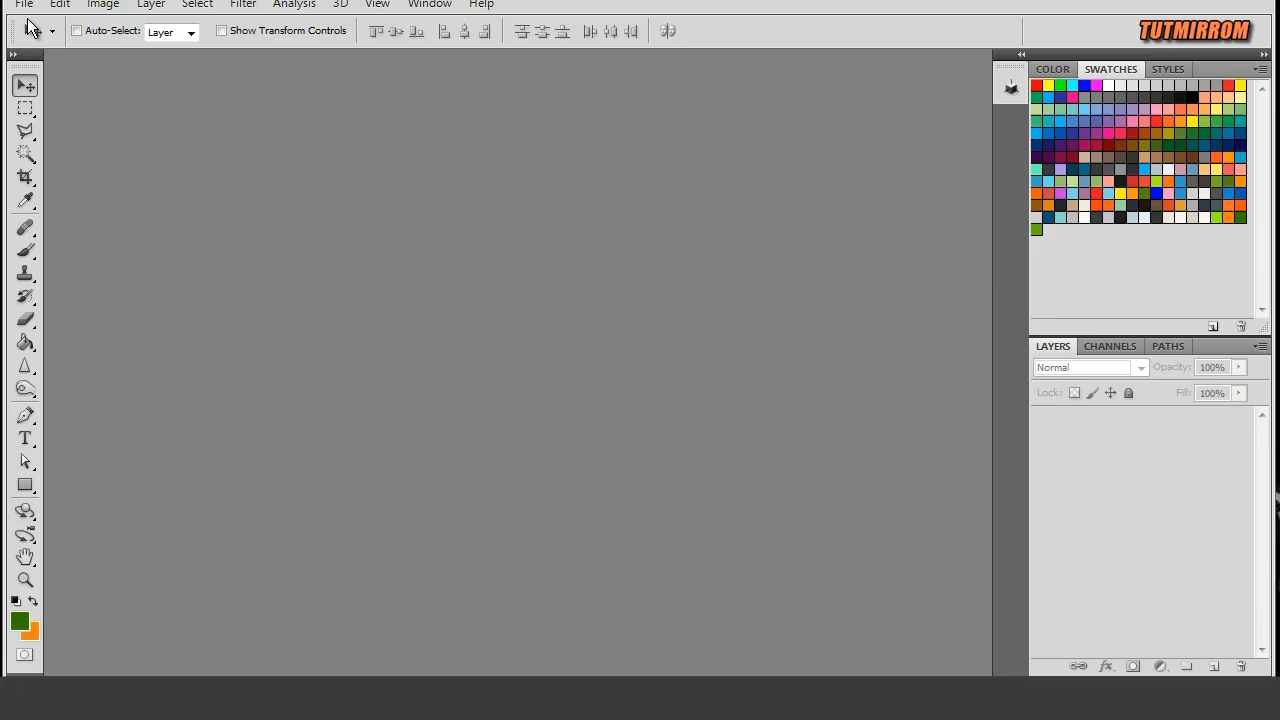 File Edit Image Layer Select Filter Analysis 3D View Window Help
Auto-Select: Layer Show Transform Controls
TUTMIRROM
COLOR SWATCHES STYLES
LAYERS CHANNELS PATHS
Normal Opacity: 100%
Lock: Fill: 100%
T